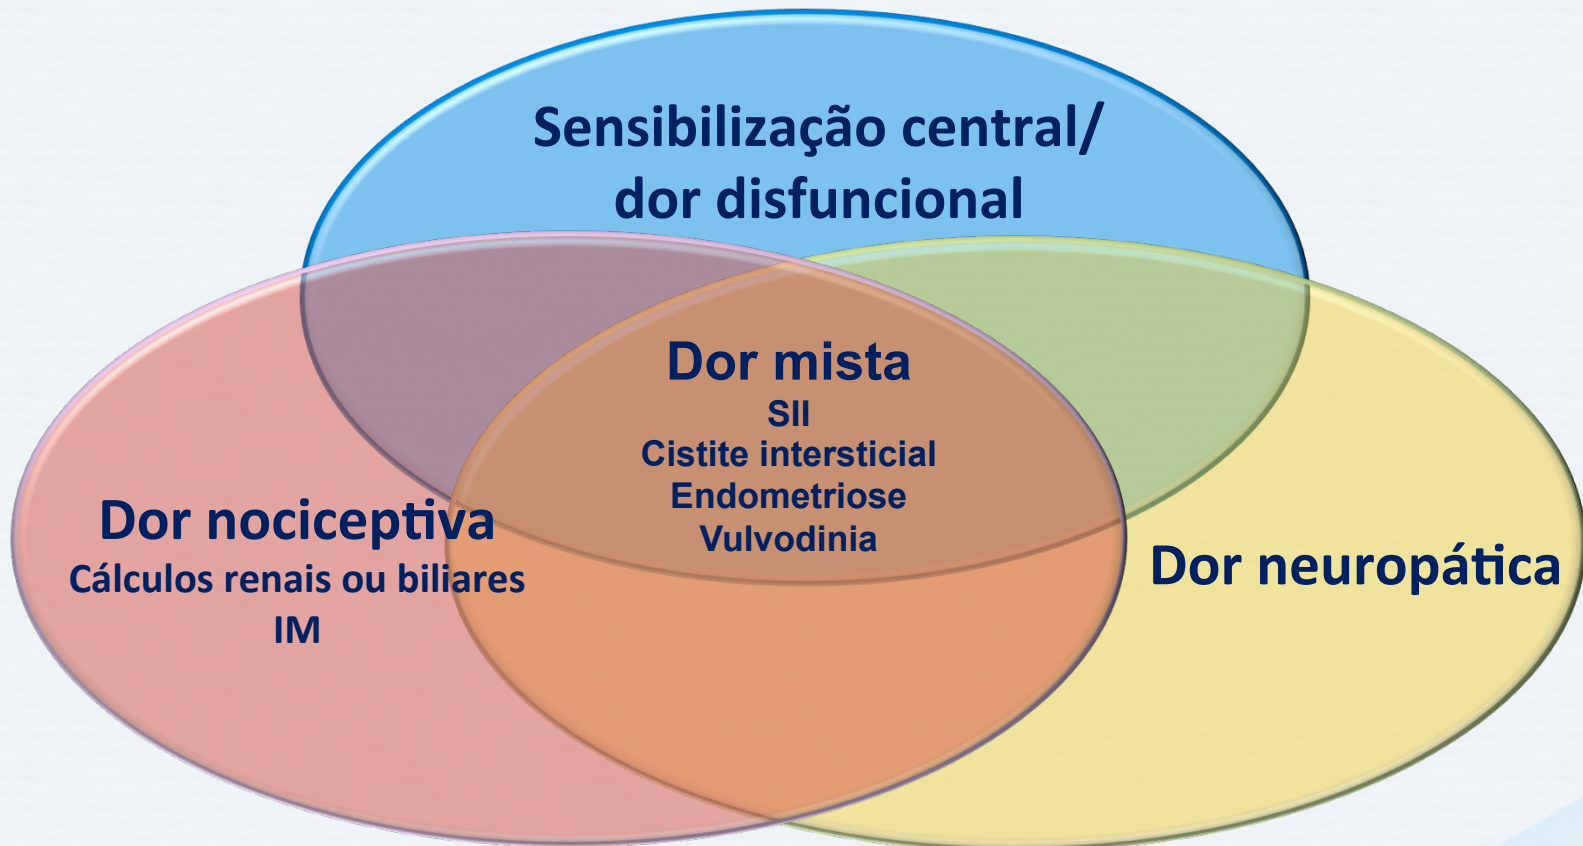 Sensibilização central/
dor disfuncional
Dor mista
SII
Cistite intersticial
Endometriose
Vulvodinia
Dor nociceptiva
Cálculos renais ou biliares
IM
Dor neuropática